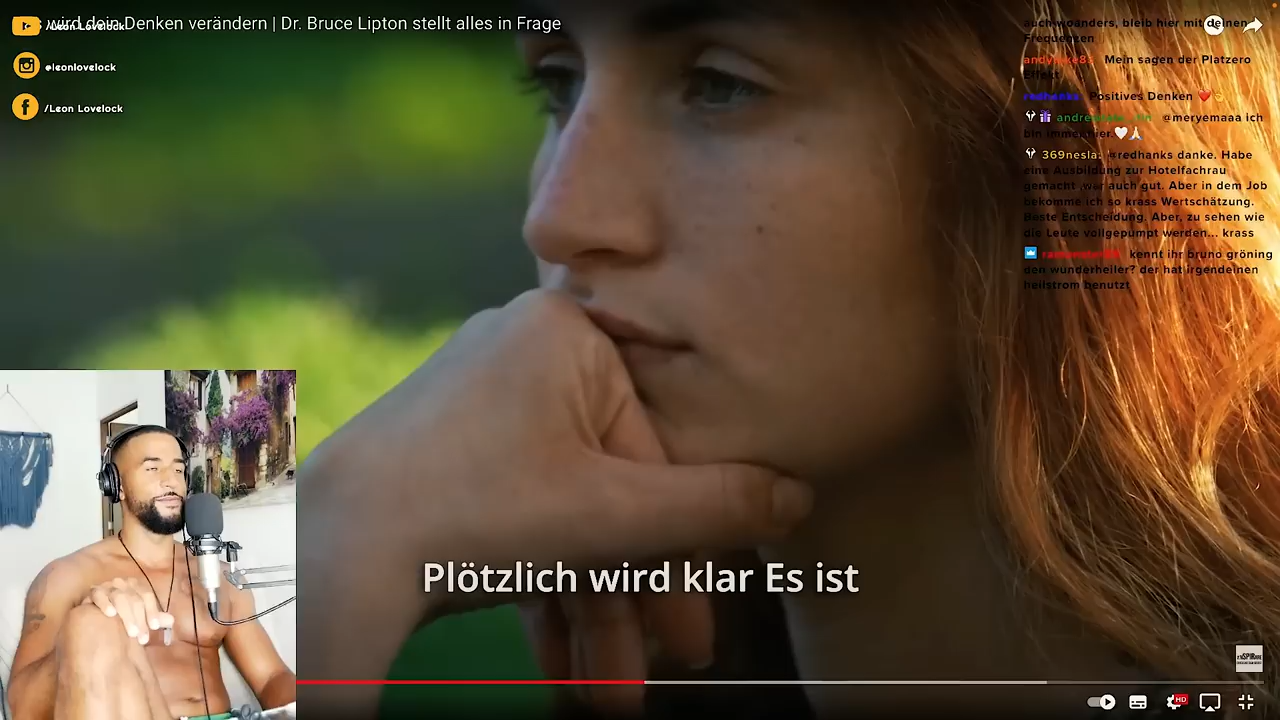 wird dein Denken verändern | Dr. Bruce Lipton stellt alles in Frage
/Leon Lovelock
@leonlovelock
/Leon Lovelock
auch woanders, bleib hier mit deinen
Frequenzen
Mein sagen der Platzero
Effekt
redhanks Positives Denken ❤️
@meryemaaa ich
bin immer hier.🤍🙏
369nesla: @redhanks danke. Habe
eine Ausbildung zur Hotelfachrau
gemacht ,war auch gut. Aber in dem Job
bekomme ich so krass Wertschätzung.
Beste Entscheidung. Aber, zu sehen wie
die Leute vollgepumpt werden... krass
kennt ihr bruno gröning
den wunderheiler? der hat irgendeinen
heilstrom benutzt
Plötzlich wird klar Es ist
HD